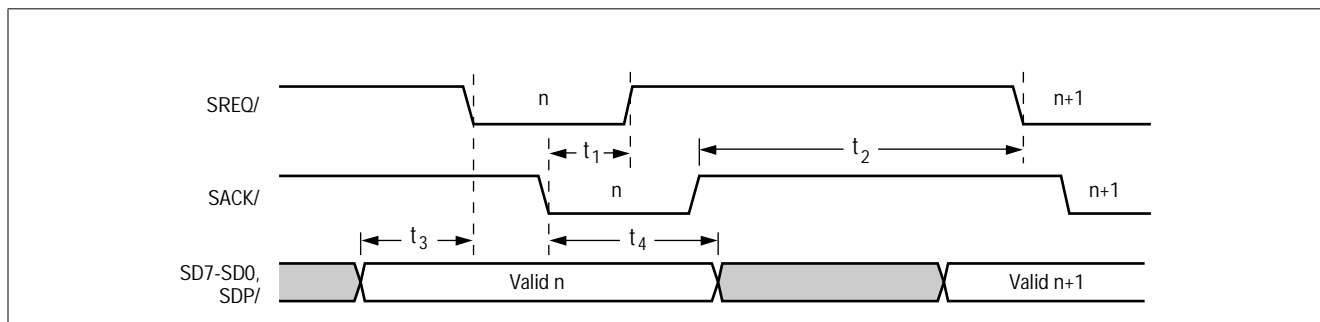 SREQ/
n
n+1
t1
t2
SACK/
n
n+1
t3
t4
SD7-SD0,
SDP/
Valid n
Valid n+1